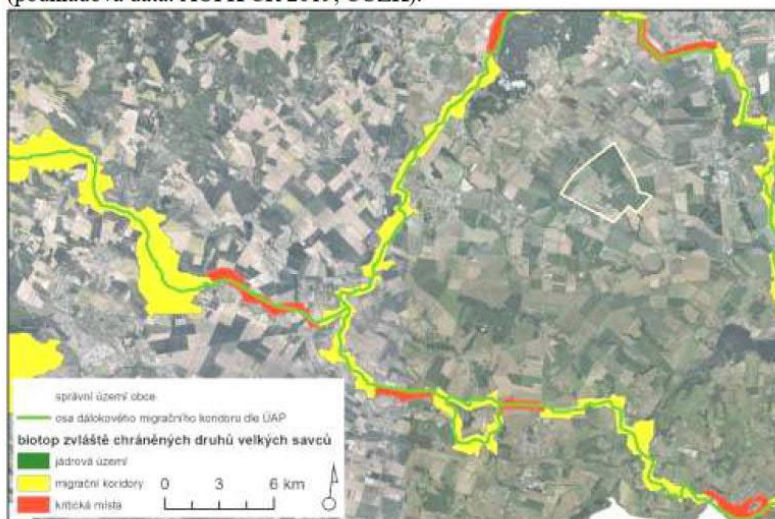 správní území obce
osa dálokového migračního koridoru dle ÚAP
biotop zvláště chráněných druhů velkých savců
jádrová území
migrační koridory
kritická místa
0 3 6 km